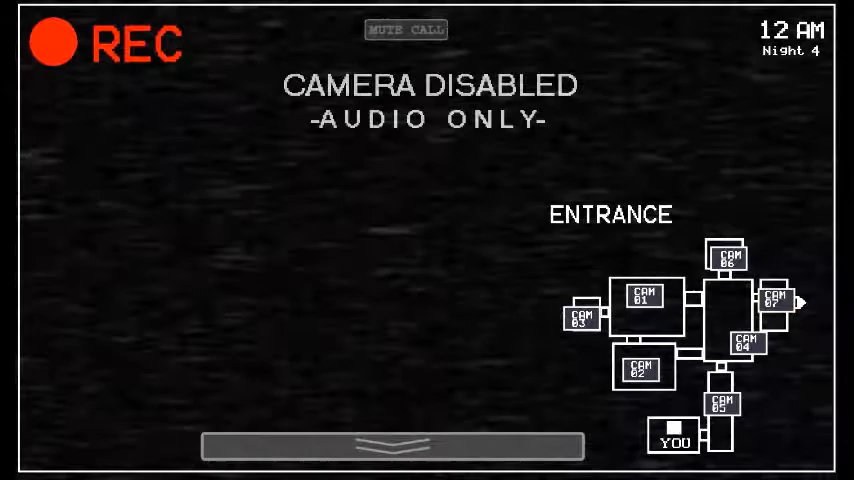 REC
MUTE CALL
12 AM
Night 4
CAMERA DISABLED
-AUDIO ONLY-
ENTRANCE
CAM
06
CAM
01
CAM
07
CAM
03
CAM
04
CAM
02
CAM
05
YOU